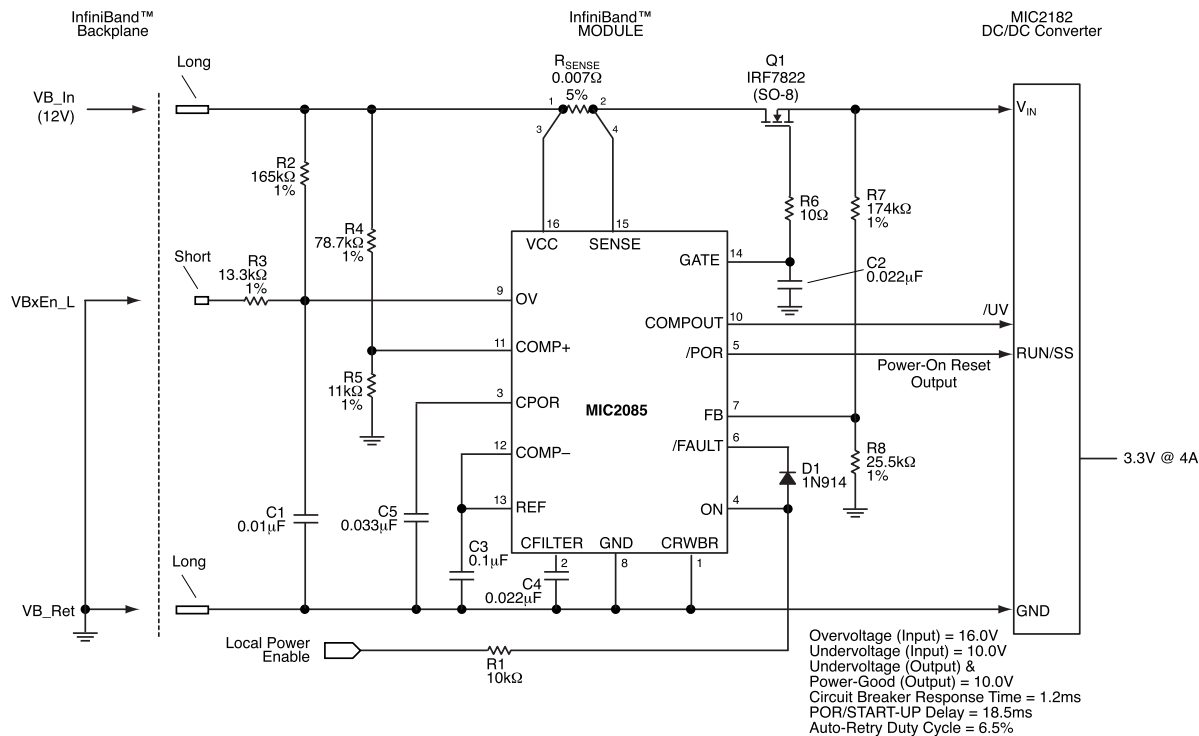 InfiniBand™
Backplane
InfiniBand™
MODULE
MIC2182
DC/DC Converter
Long
RSENSE
0.007Ω
5%
Q1
IRF7822
(SO-8)
VB_In
(12V)
1
2
3
4
VIN
R2
165kΩ
1%
R4
78.7kΩ
1%
R6
10Ω
R7
174kΩ
1%
16
15
VCC
SENSE
Short
R3
13.3kΩ
1%
GATE
14
C2
0.022µF
VBxEn_L
9
OV
COMPOUT
10
/UV
11
COMP+
/POR
5
RUN/SS
Power-On Reset
Output
R5
11kΩ
1%
3
CPOR
MIC2085
FB
7
12
COMP–
/FAULT
6
R8
25.5kΩ
1%
D1
1N914
3.3V @ 4A
13
REF
ON
4
C1
0.01µF
C5
0.033µF
C3
0.1µF
CFILTER
GND
CRWBR
2
8
1
C4
0.022µF
Long
VB_Ret
GND
Local Power
Enable
R1
10kΩ
Overvoltage (Input) = 16.0V
Undervoltage (Input) = 10.0V
Undervoltage (Output) &
Power-Good (Output) = 10.0V
Circuit Breaker Response Time = 1.2ms
POR/START-UP Delay = 18.5ms
Auto-Retry Duty Cycle = 6.5%